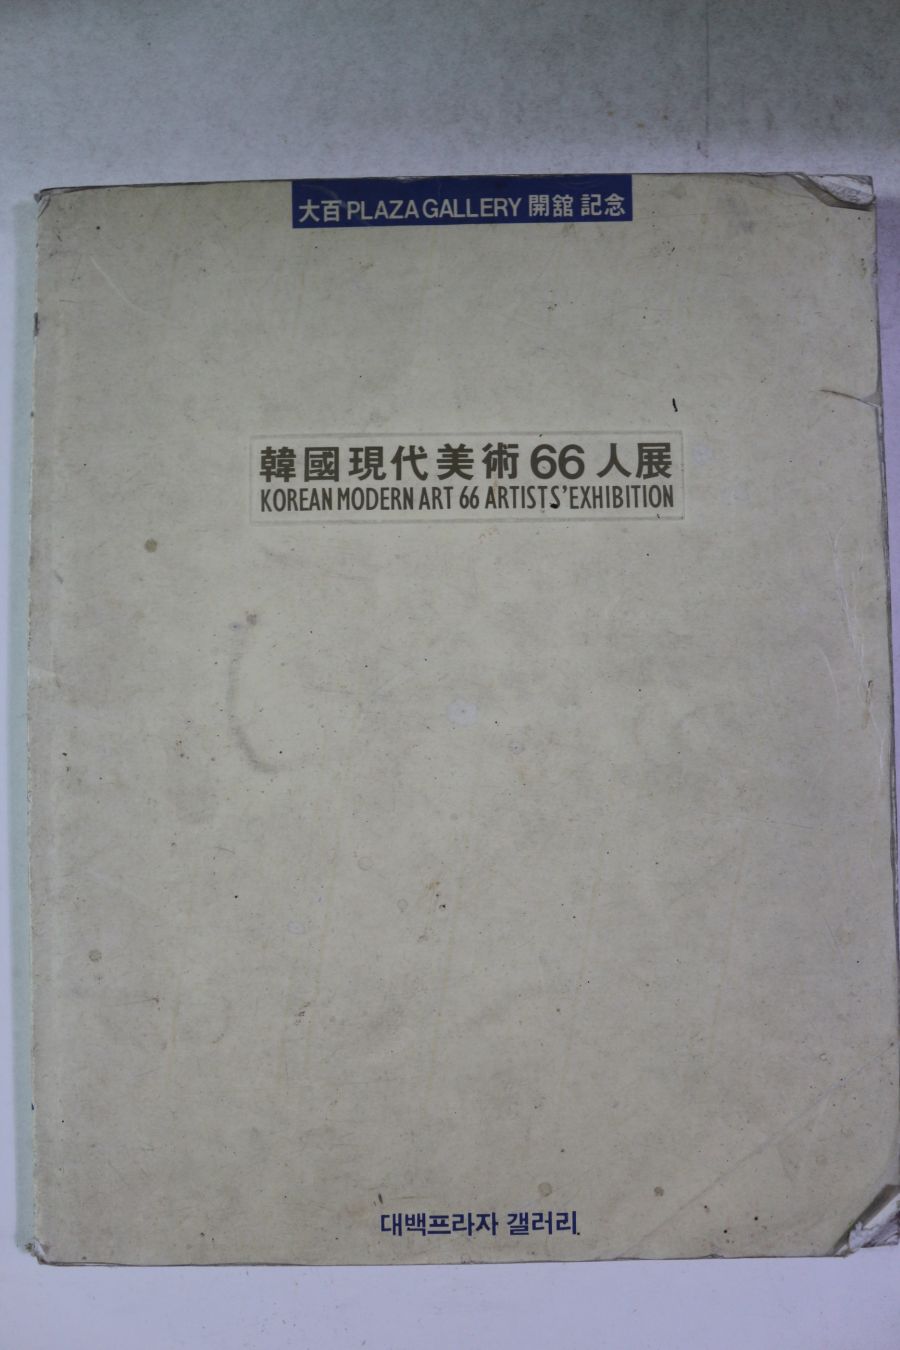 大百 PLAZA GALLERY 開舘 記念
韓國現代美術 66 人展
KOREAN MODERN ART 66 ARTISTS' EXHIBITION
대백프라자 갤러리